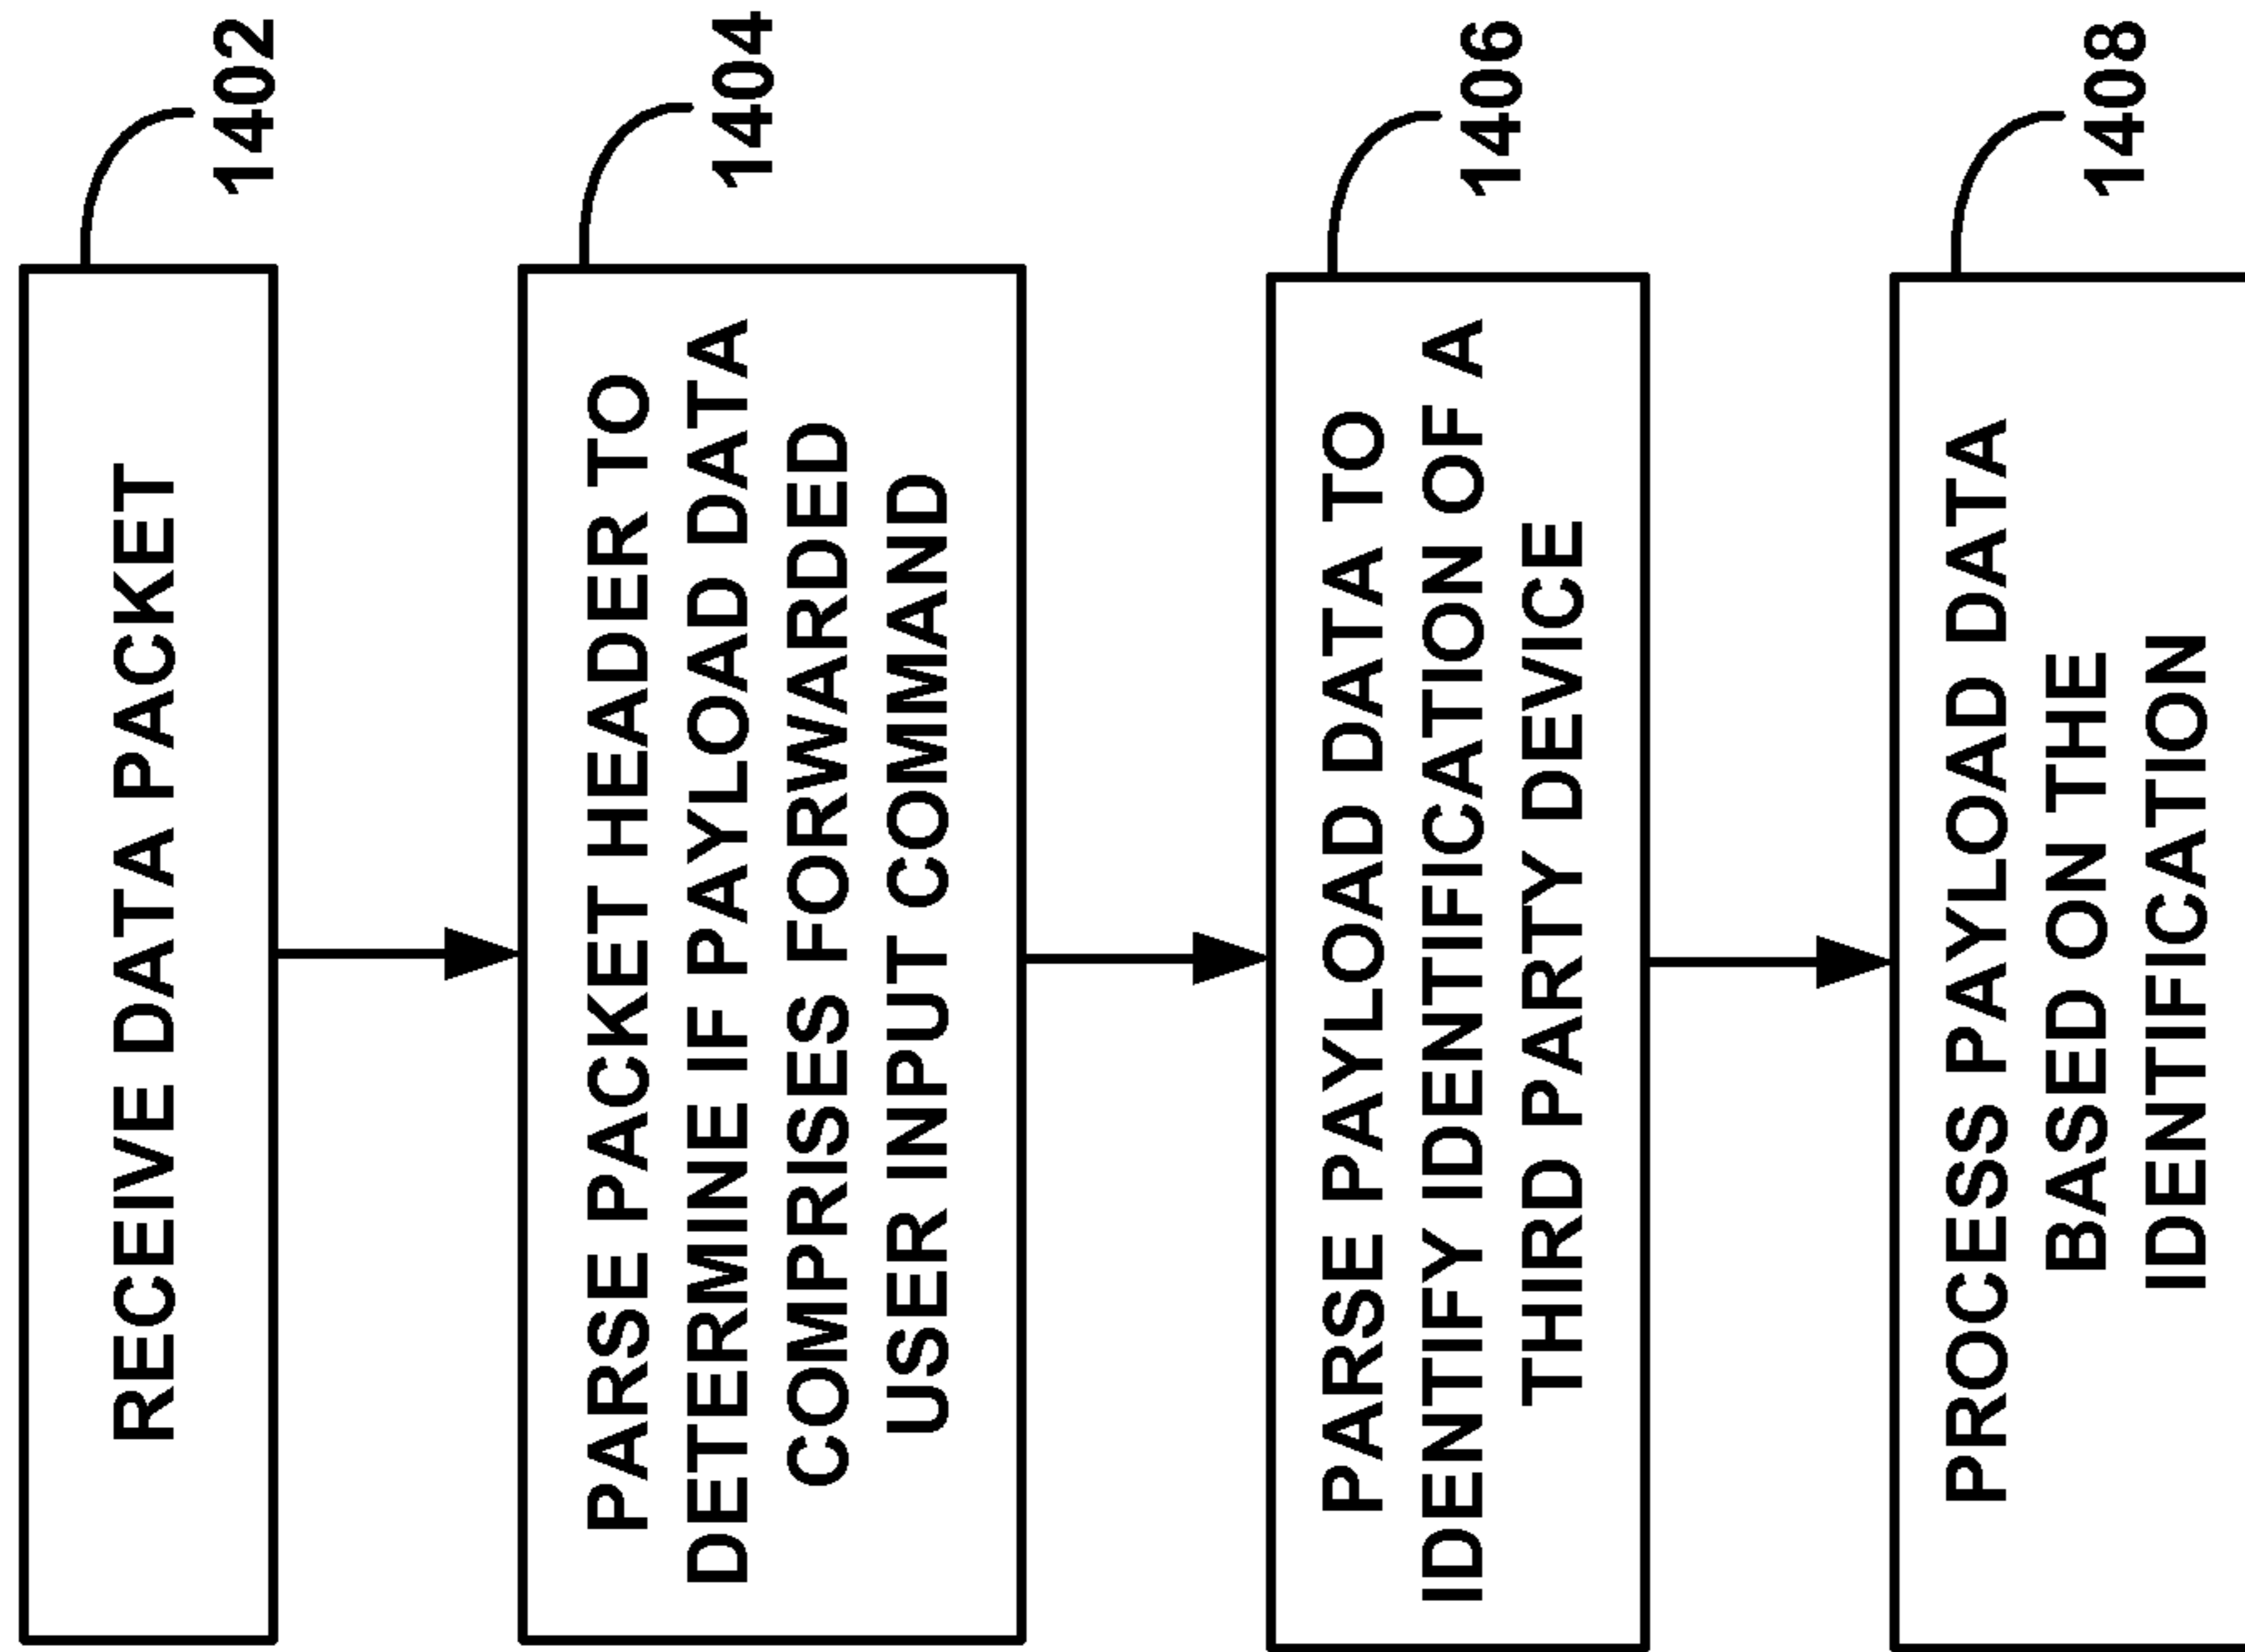 RECEIVE DATA PACKET
1402
PARSE PACKET HEADER TO
DETERMINE IF PAYLOAD DATA
COMPRISES FORWARDED
USER INPUT COMMAND
1404
PARSE PAYLOAD DATA TO
IDENTIFY IDENTIFICATION OF A
THIRD PARTY DEVICE
1406
PROCESS PAYLOAD DATA
BASED ON THE
IDENTIFICATION
1408